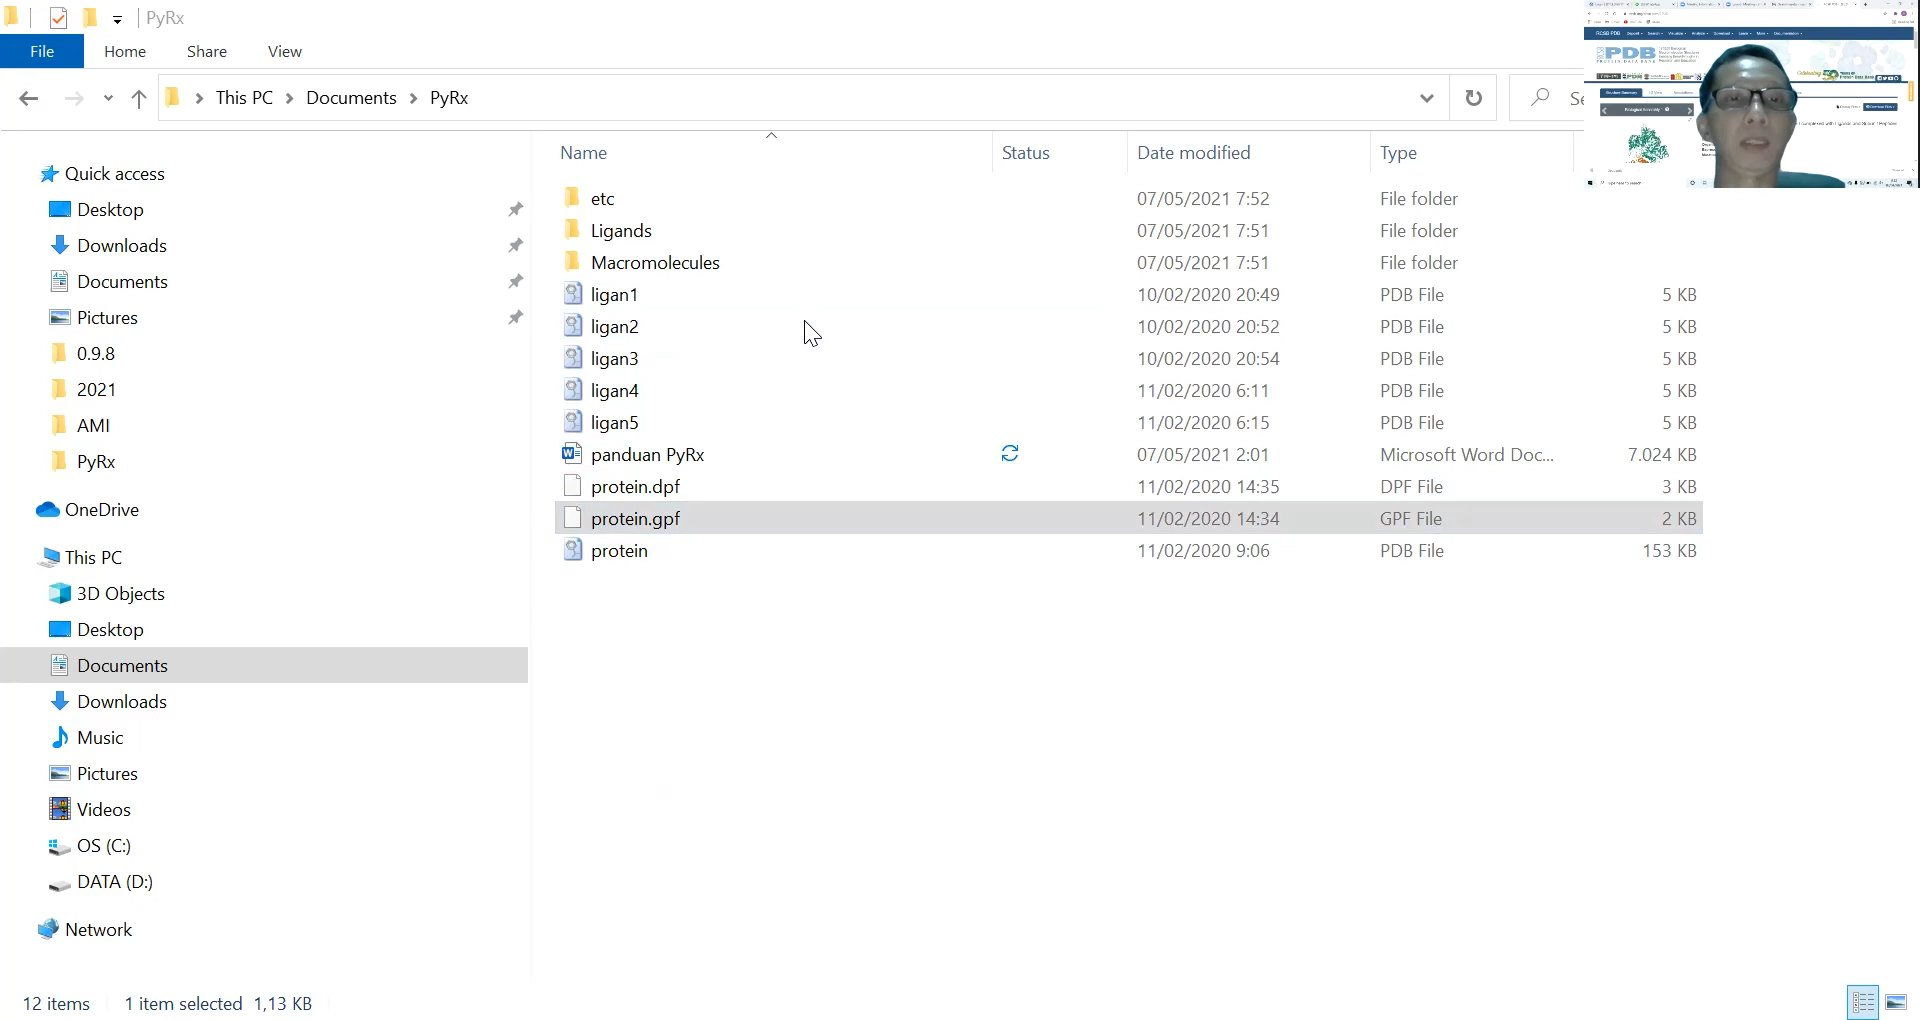 PyRx
File Home Share View
This PC Documents PyRx
Name Status Date modified Type
Quick access
Desktop
Downloads
Documents
Pictures
0.9.8
2021
AMI
PyRx
OneDrive
This PC
3D Objects
Desktop
Documents
Downloads
Music
Pictures
Videos
OS (C:)
DATA (D:)
Network
etc 07/05/2021 7:52 File folder
Ligands 07/05/2021 7:51 File folder
Macromolecules 07/05/2021 7:51 File folder
ligan1 10/02/2020 20:49 PDB File 5 KB
ligan2 10/02/2020 20:52 PDB File 5 KB
ligan3 10/02/2020 20:54 PDB File 5 KB
ligan4 11/02/2020 6:11 PDB File 5 KB
ligan5 11/02/2020 6:15 PDB File 5 KB
panduan PyRx 07/05/2021 2:01 Microsoft Word Doc... 7.024 KB
protein.dpf 11/02/2020 14:35 DPF File 3 KB
protein.gpf 11/02/2020 14:34 GPF File 2 KB
protein 11/02/2020 9:06 PDB File 153 KB
12 items 1 item selected 1,13 KB
RCSB PDB
PDB
PROTEIN DATA BANK